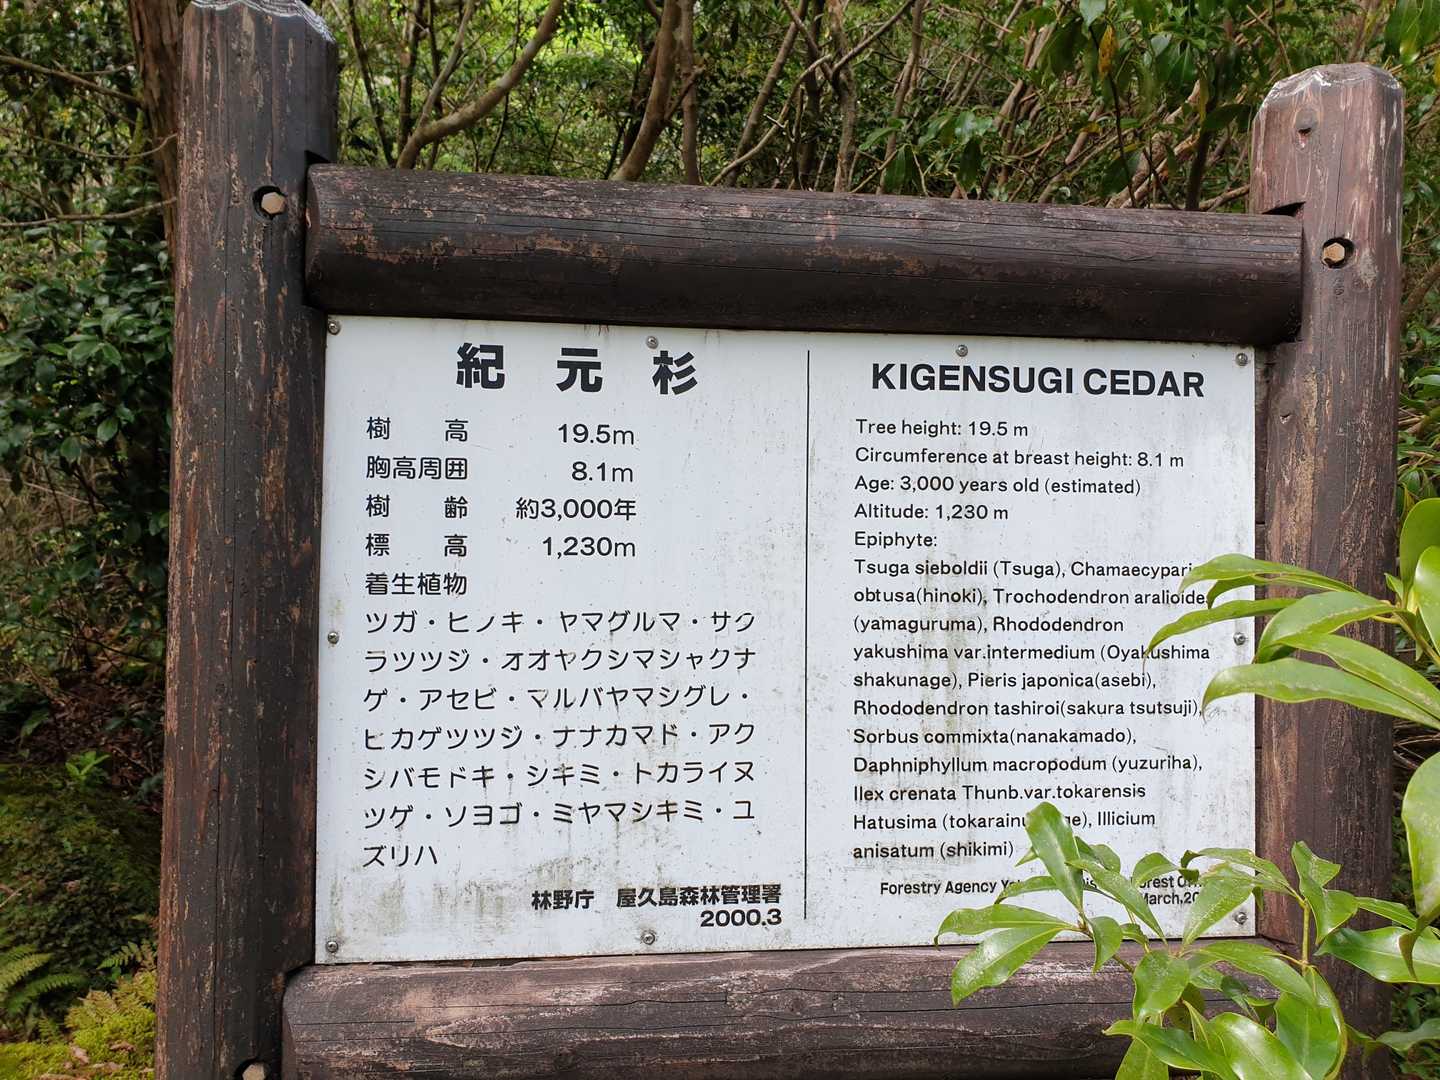 紀元杉
樹高 19.5m
胸高周囲 8.1m
樹齢 約3,000年
標高 1,230m
着生植物
ツガ・ヒノキ・ヤマグルマ・サク
ラツツジ・オオヤクシマシャクナ
ゲ・アセビ・マルバヤマシグレ・
ヒカゲツツジ・ナナカマド・アク
シバモドキ・シキミ・トカライヌ
ツゲ・ソヨゴ・ミヤマシキミ・ユ
ズリハ
林野庁 屋久島森林管理署
2000.3
KIGENSUGI CEDAR
Tree height: 19.5 m
Circumference at breast height: 8.1 m
Age: 3,000 years old (estimated)
Altitude: 1,230 m
Epiphyte:
Tsuga sieboldii (Tsuga),
obtusa(hinoki), Trochodendron
(yamaguruma), Rhododendron
yakushima var.intermedium (Oyakushima
shakunage), Pieris japonica(asebi),
Rhododendron tashiroi(sakura tsutsuji),
Sorbus commixta(nanakamado),
Daphniphyllum macropodum (yuzuriha),
Ilex crenata Thunb.var.tokarensis
Hatusima Illicium
anisatum (shikimi)
Forestry Agency